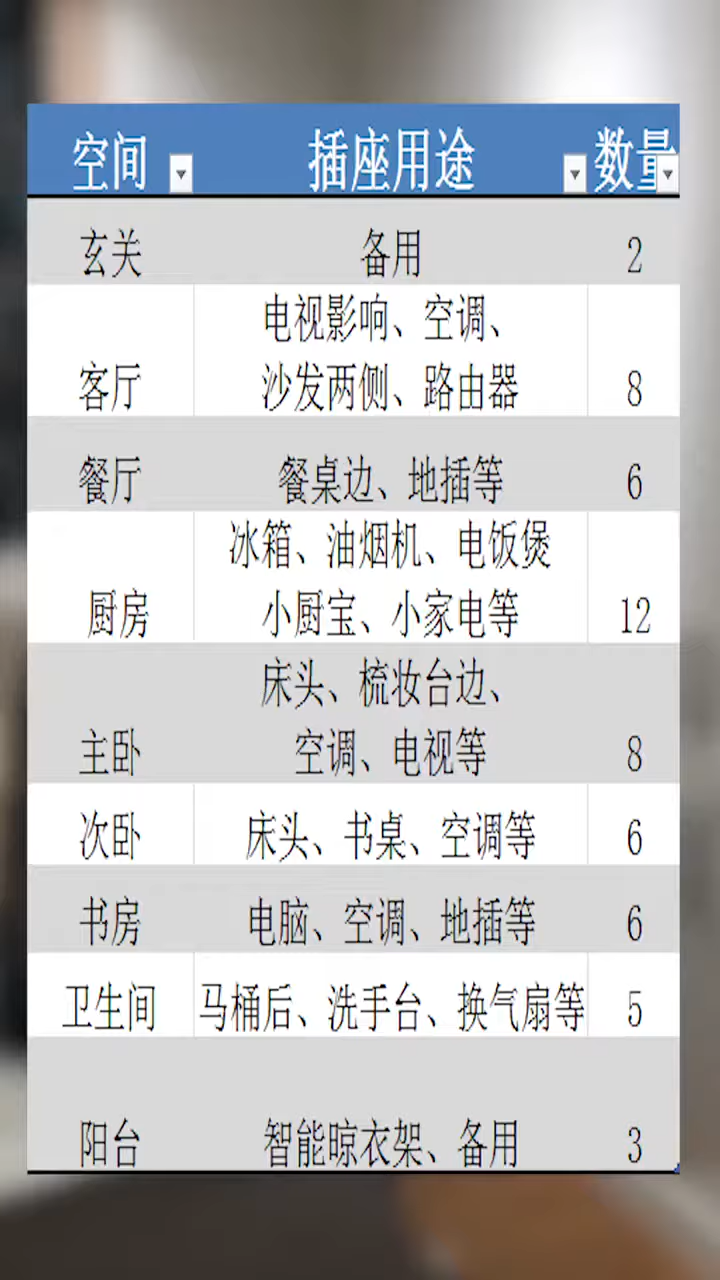 空间 插座用途 数量
玄关 备用 2
电视影响、空调、
客厅 沙发两侧、路由器 8
餐厅 餐桌边、地插等 6
冰箱、油烟机、电饭煲
厨房 小厨宝、小家电等 12
床头、梳妆台边、
主卧 空调、电视等 8
次卧 床头、书桌、空调等 6
书房 电脑、空调、地插等 6
卫生间 马桶后、洗手台、换气扇等 5
阳台 智能晾衣架、备用 3